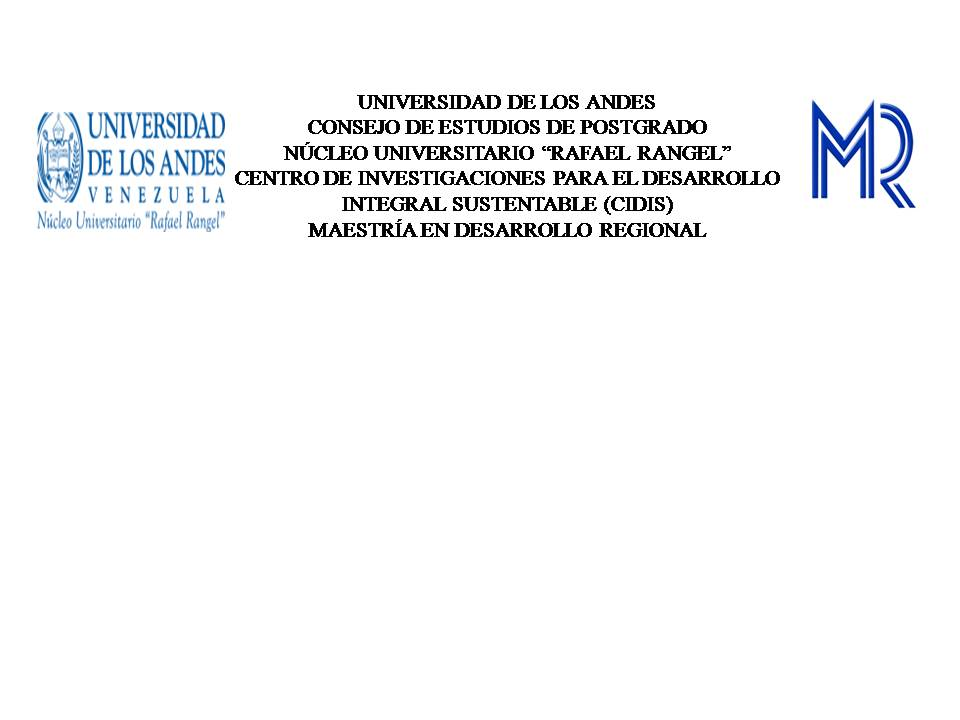 UNIVERSIDAD
DE LOS ANDES
VENEZUELA
Núcleo Universitario "Rafael Rangel"
UNIVERSIDAD DE LOS ANDES
CONSEJO DE ESTUDIOS DE POSTGRADO
NÚCLEO UNIVERSITARIO “RAFAEL RANGEL”
CENTRO DE INVESTIGACIONES PARA EL DESARROLLO
INTEGRAL SUSTENTABLE (CIDIS)
MAESTRÍA EN DESARROLLO REGIONAL
MR